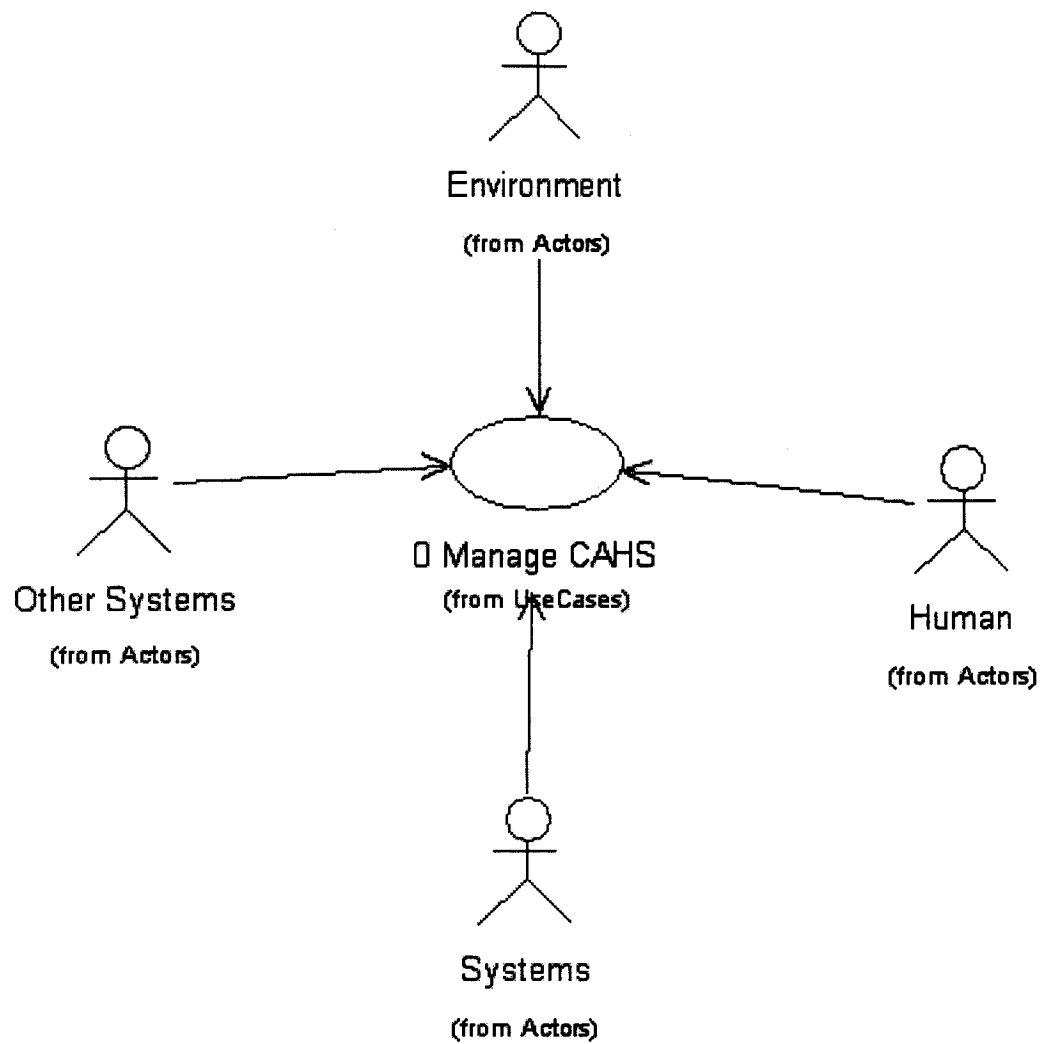 Environment
(from Actors)
0 Manage CAHS
(from UseCases)
Other Systems
(from Actors)
Human
(from Actors)
Systems
(from Actors)